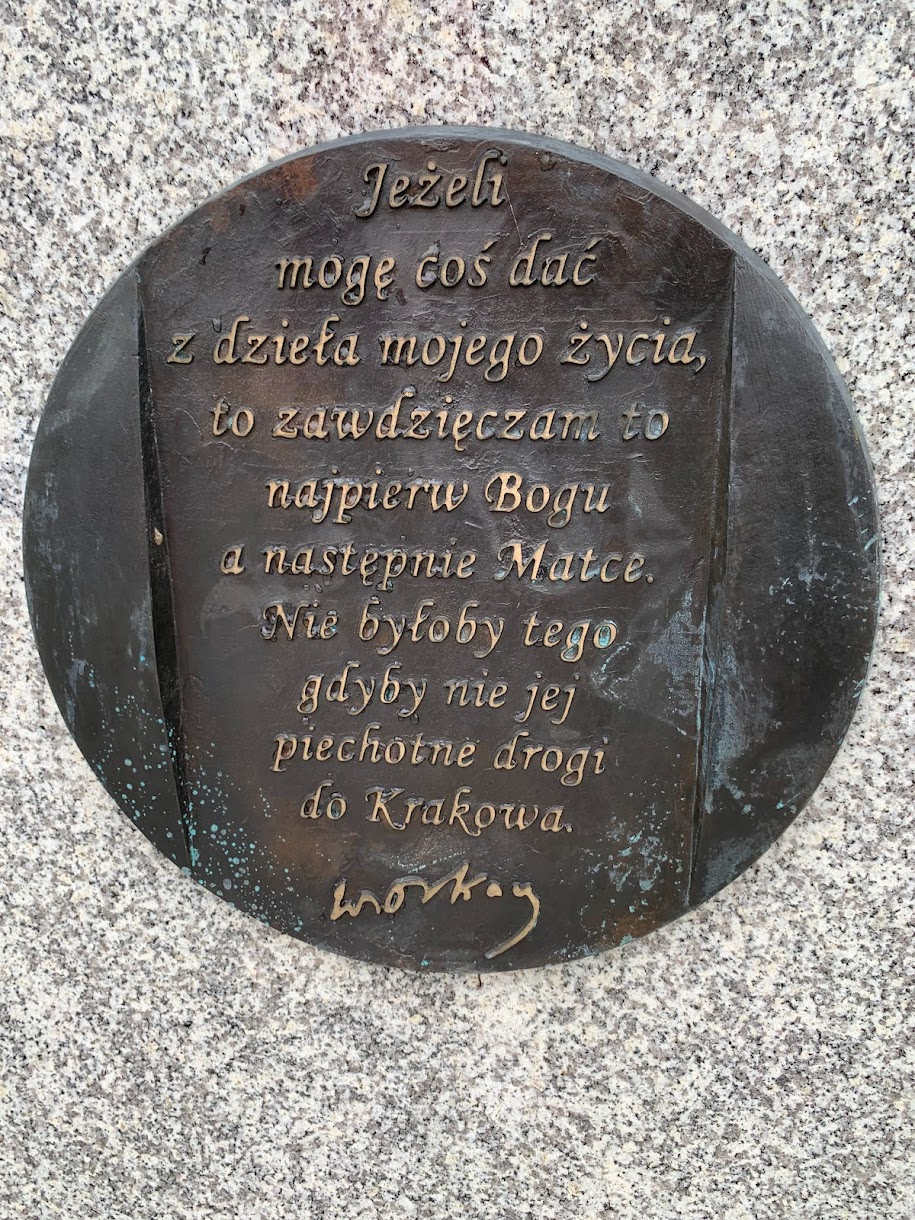 Jeżeli
mogę coś dać
z dzieła mojego życia,
to zawdzięczam to
najpierw Bogu
a następnie Matce.
Nie byłoby tego
gdyby nie jej
piechotne drogi
do Krakowa.